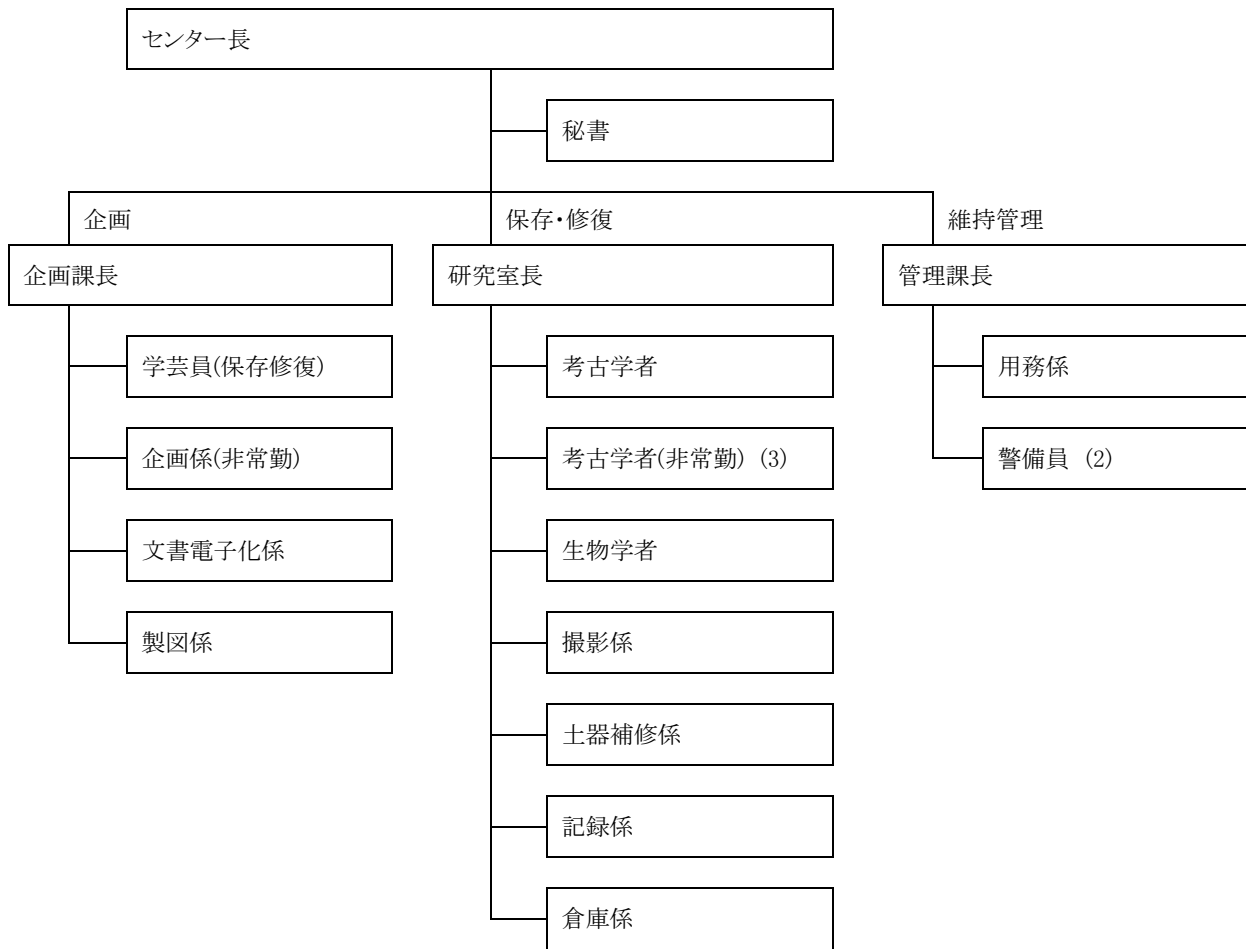 センター長
秘書
企画
保存・修復
維持管理
企画課長
研究室長
管理課長
学芸員(保存修復)
考古学者
用務係
企画係(非常勤)
考古学者(非常勤) (3)
警備員 (2)
文書電子化係
生物学者
製図係
撮影係
土器補修係
記録係
倉庫係